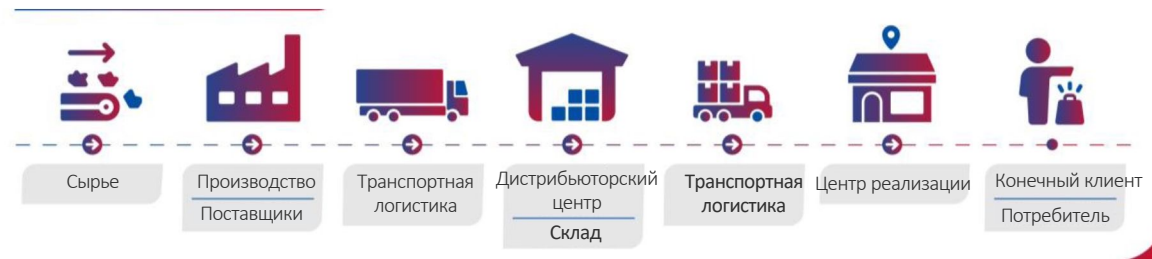 Сырье
Производство
Поставщики
Транспортная
логистика
Дистрибьюторский
центр
Склад
Транспортная
логистика
Центр реализации
Конечный клиент
Потребитель